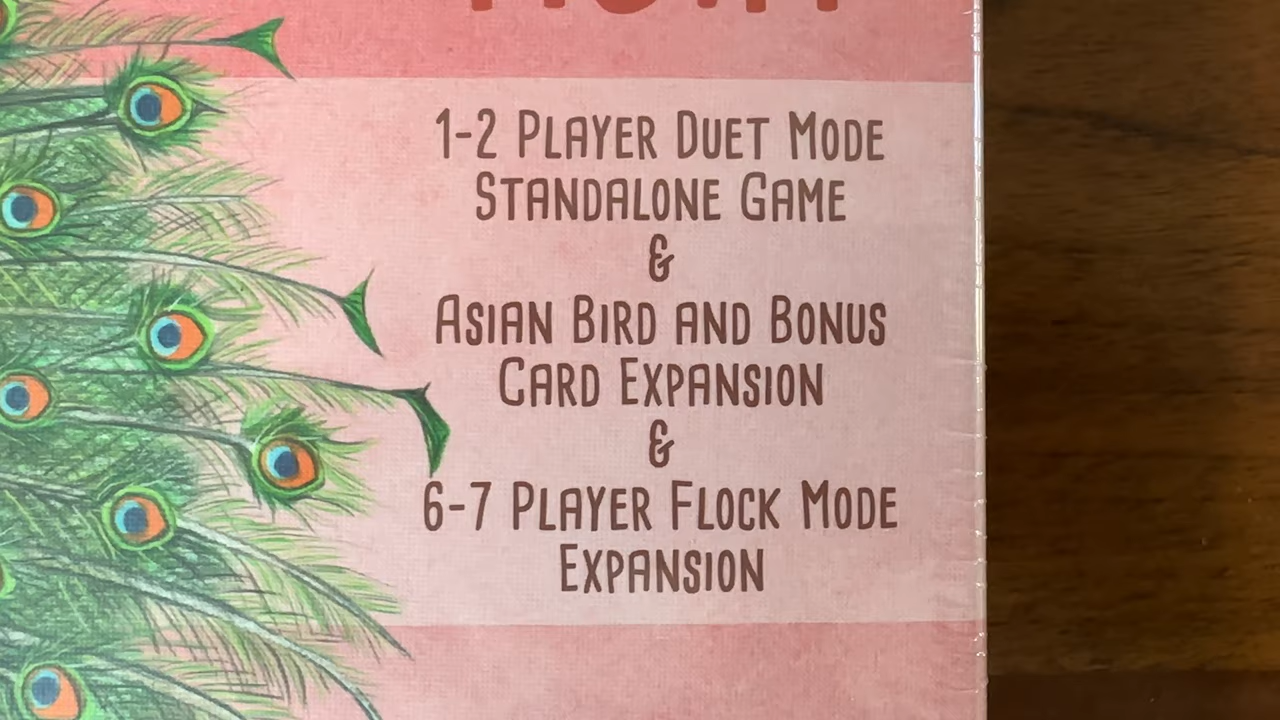 1-2 Player Duet Mode
Standalone Game
&
Asian Bird and Bonus
Card Expansion
&
6-7 Player Flock Mode
Expansion